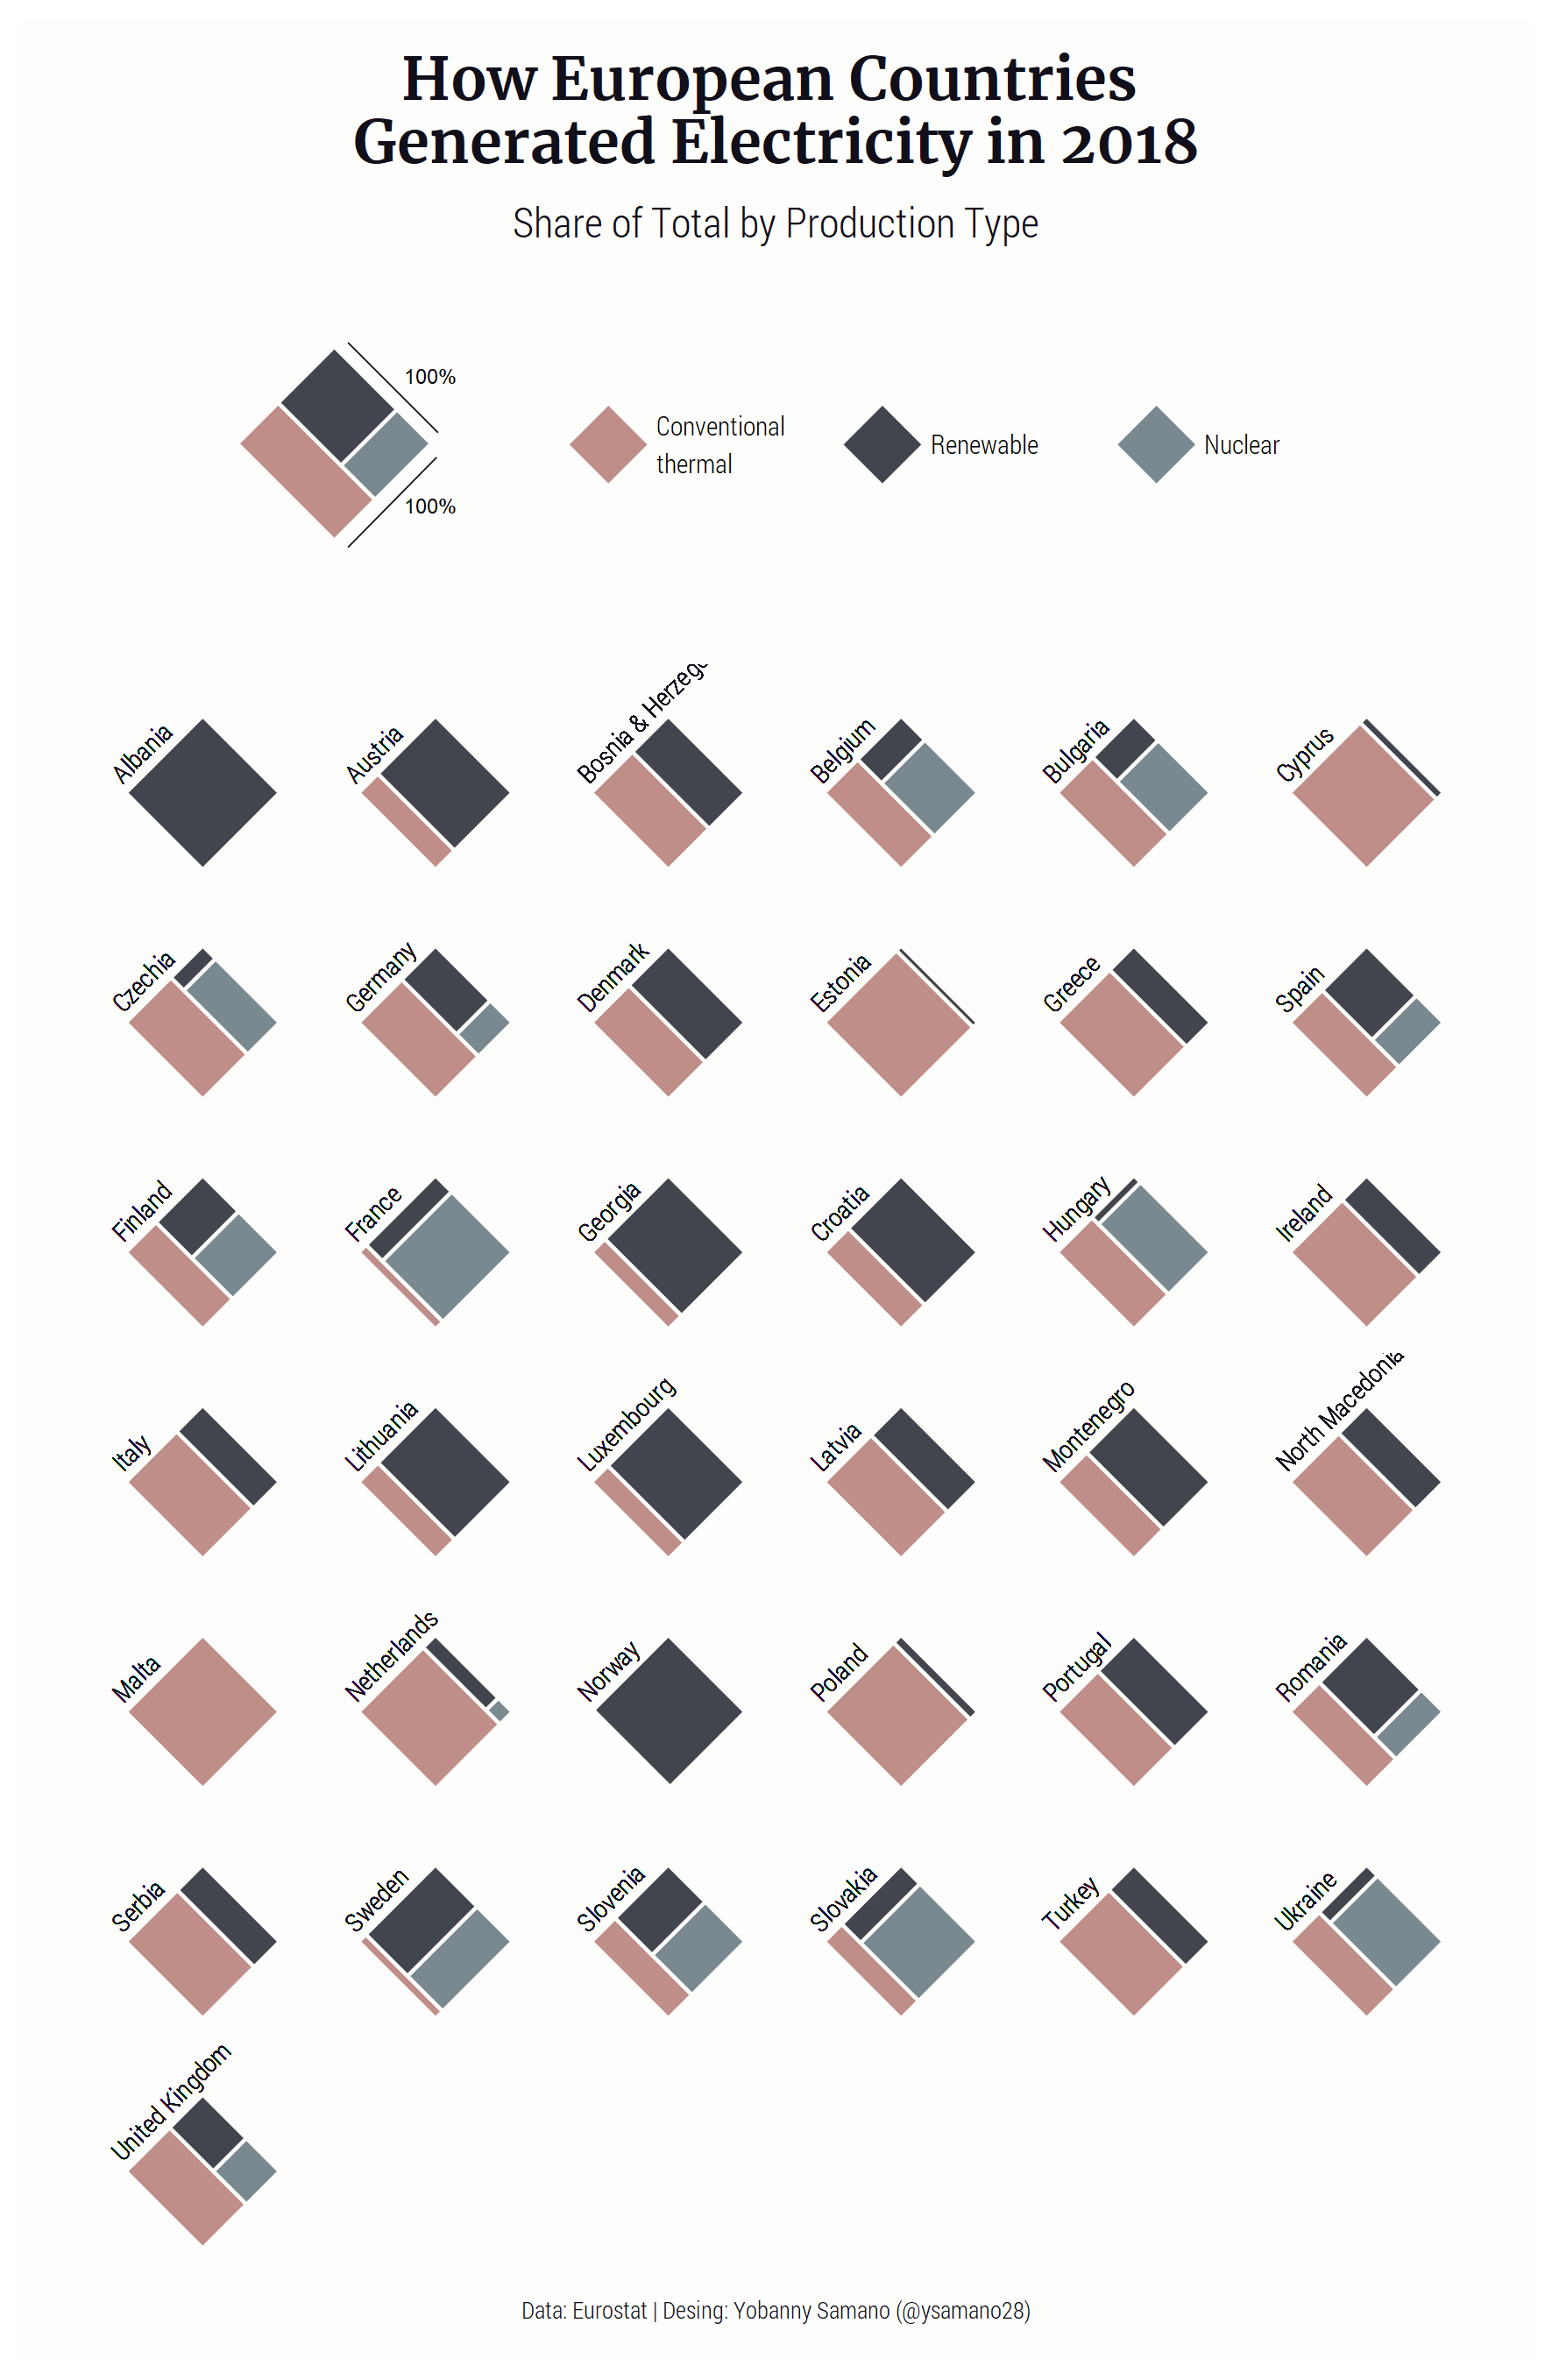 How European Countries
Generated Electricity in 2018
Share of Total by Production Type
100%
100%
Conventional
thermal
Renewable
Nuclear
Albania
Austria
Bosnia & Herzeg
Belgium
Bulgaria
Cyprus
Czechia
Germany
Denmark
Estonia
Greece
Spain
Finland
France
Georgia
Croatia
Hungary
Ireland
Italy
Lithuania
Luxembourg
Latvia
Montenegro
North Macedonia
Malta
Netherlands
Norway
Poland
Portugal
Romania
Serbia
Sweden
Slovenia
Slovakia
Turkey
Ukraine
United Kingdom
Data: Eurostat | Desing: Yobanny Samano (@ysamano28)